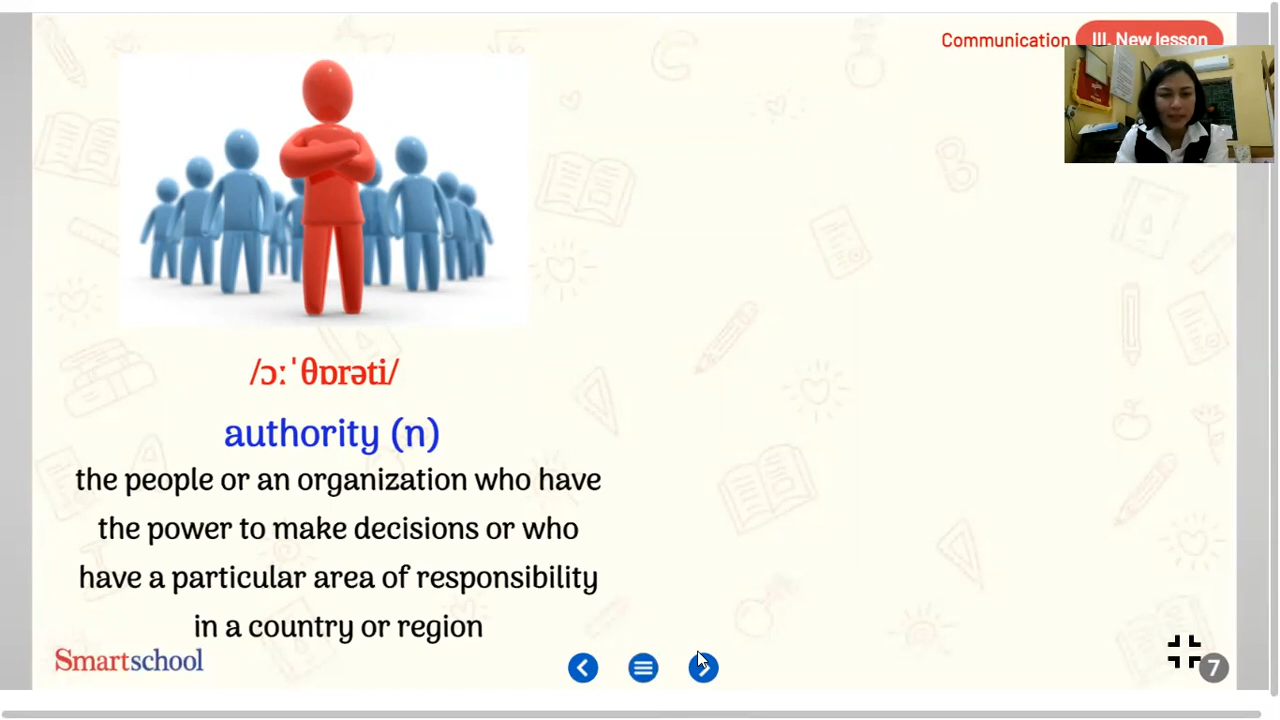 Communication III. New lesson
/ɔːˈθɒrəti/
authority (n)
the people or an organization who have
the power to make decisions or who
have a particular area of responsibility
in a country or region
Smartschool
7